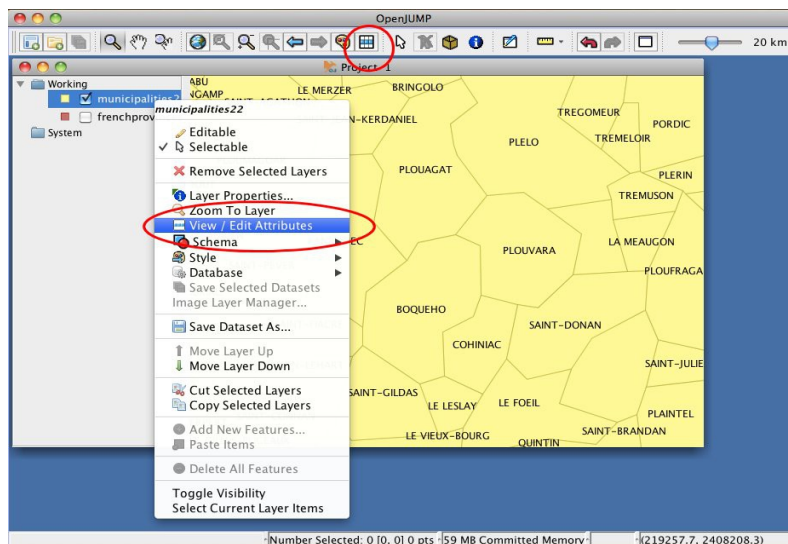 OpenJUMP
20 km
Project 1
Working
municipalities2
frenchprov
System
ABU
NGAMP
LE MERZER
BRINGOLO
N-KERDANIEL
TREGOMEUR
PORDIC
PLELO
TREMELOIR
PLOUAGAT
PLERIN
TREMUSON
EC
PLOUVARA
LA MEAUGON
PLOUFRAGA
BOQUEHO
SAINT-DONAN
COHINIAC
SAINT-JULIE
SAINT-GILDAS
LE LESLAY
LE FOEIL
PLAINTEL
LE VIEUX-BOURG
QUINTIN
SAINT-BRANDAN
municipalities22
Editable
Selectable
Remove Selected Layers
Layer Properties...
Zoom To Layer
View / Edit Attributes
Schema
Style
Database
Save Selected Datasets
Image Layer Manager...
Save Dataset As...
Move Layer Up
Move Layer Down
Cut Selected Layers
Copy Selected Layers
Add New Features...
Paste Items
Delete All Features
Toggle Visibility
Select Current Layer Items
Number Selected: 0 [0, 0] 0 pts
59 MB Committed Memory
(219257.7, 2408208.3)